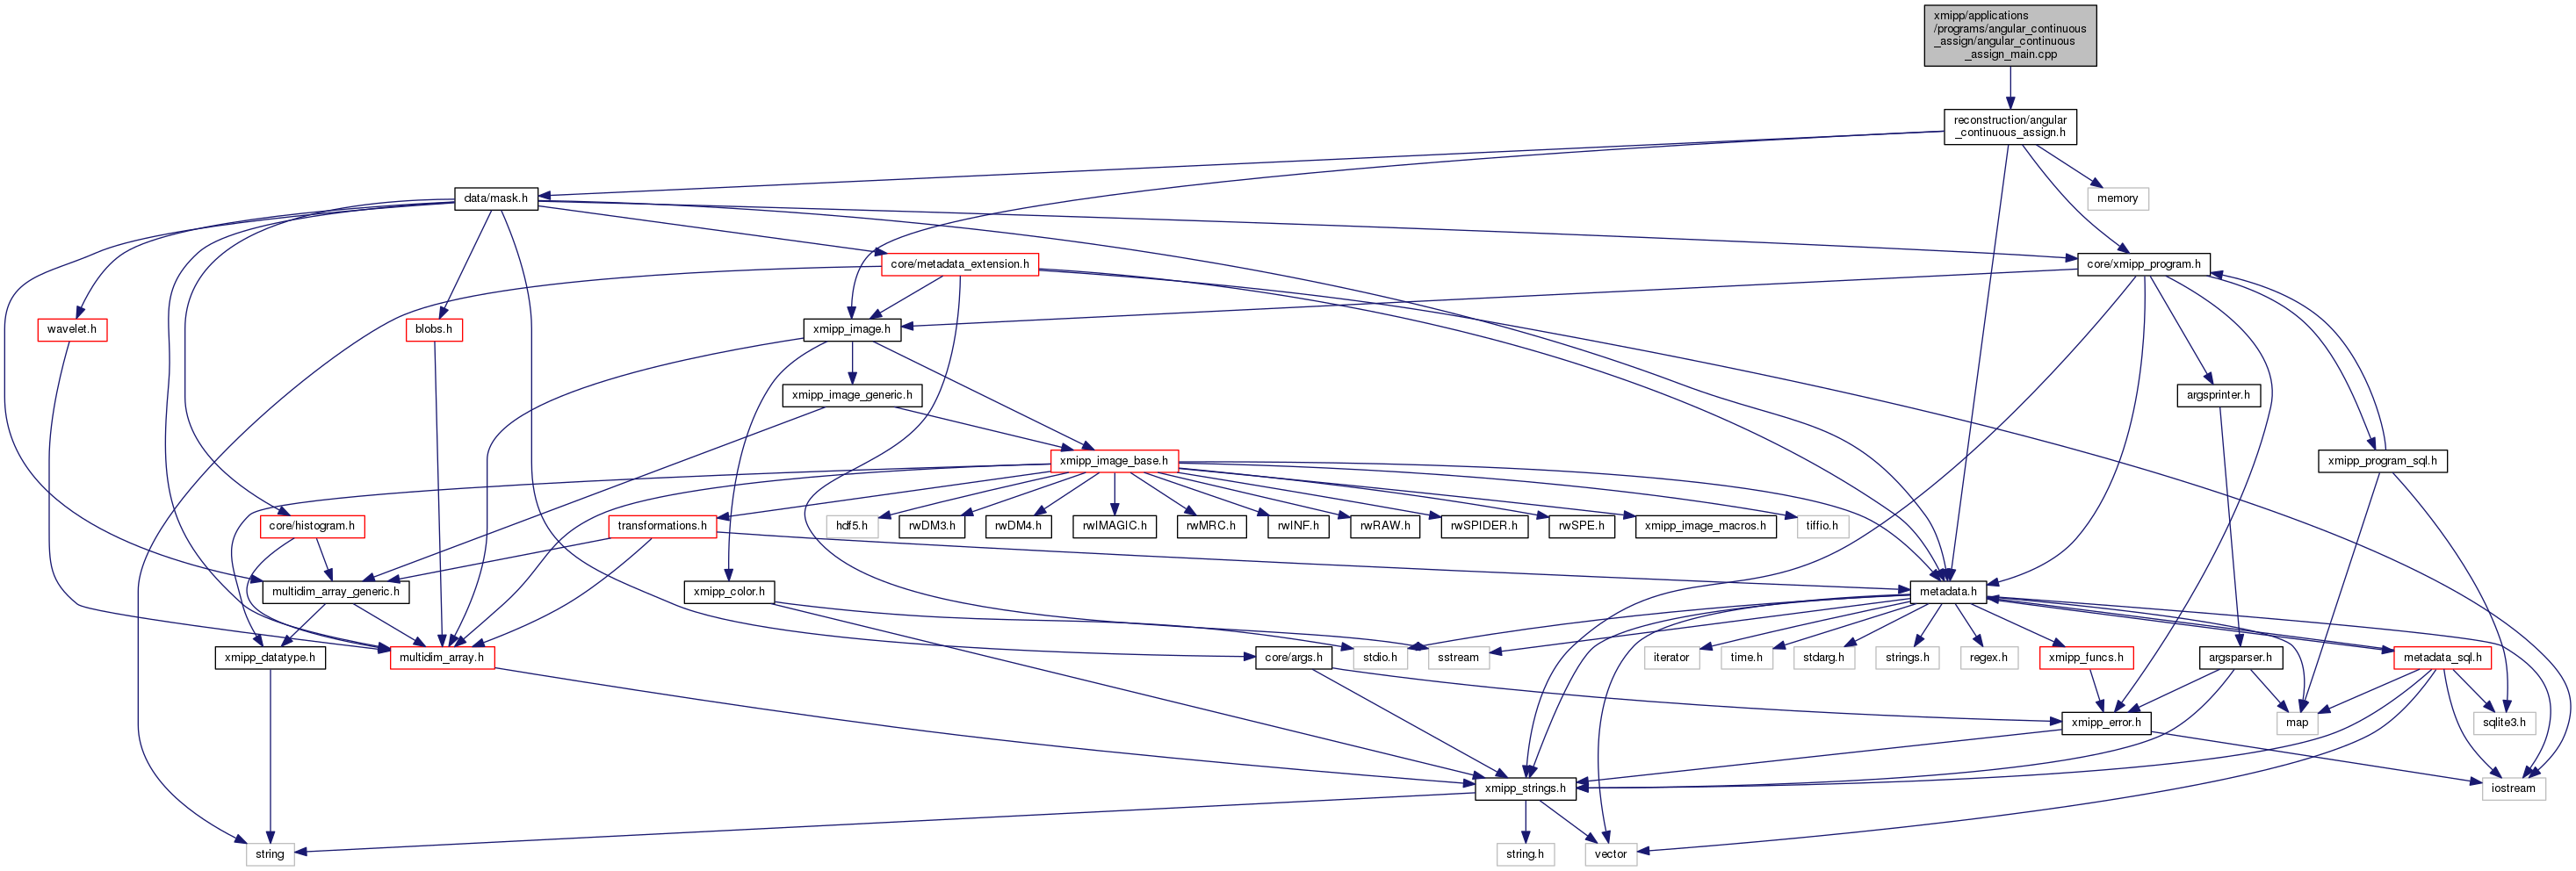 xmipp/applications
/programs/angular_continuous
_assign/angular_continuous
_assign_main.cpp
reconstruction/angular
_continuous_assign.h
data/mask.h
memory
core/metadata_extension.h
core/xmipp_program.h
wavelet.h
blobs.h
xmipp_image.h
xmipp_image_generic.h
argsprinter.h
xmipp_image_base.h
xmipp_program_sql.h
core/histogram.h
transformations.h
hdf5.h
rwDM3.h
rwDM4.h
rwIMAGIC.h
rwMRC.h
rwINF.h
rwRAW.h
rwSPIDER.h
rwSPE.h
xmipp_image_macros.h
tiffio.h
multidim_array_generic.h
xmipp_color.h
metadata.h
xmipp_datatype.h
multidim_array.h
core/args.h
stdio.h
sstream
iterator
time.h
stdarg.h
strings.h
regex.h
xmipp_funcs.h
argsparser.h
metadata_sql.h
xmipp_error.h
map
sqlite3.h
xmipp_strings.h
iostream
string
string.h
vector